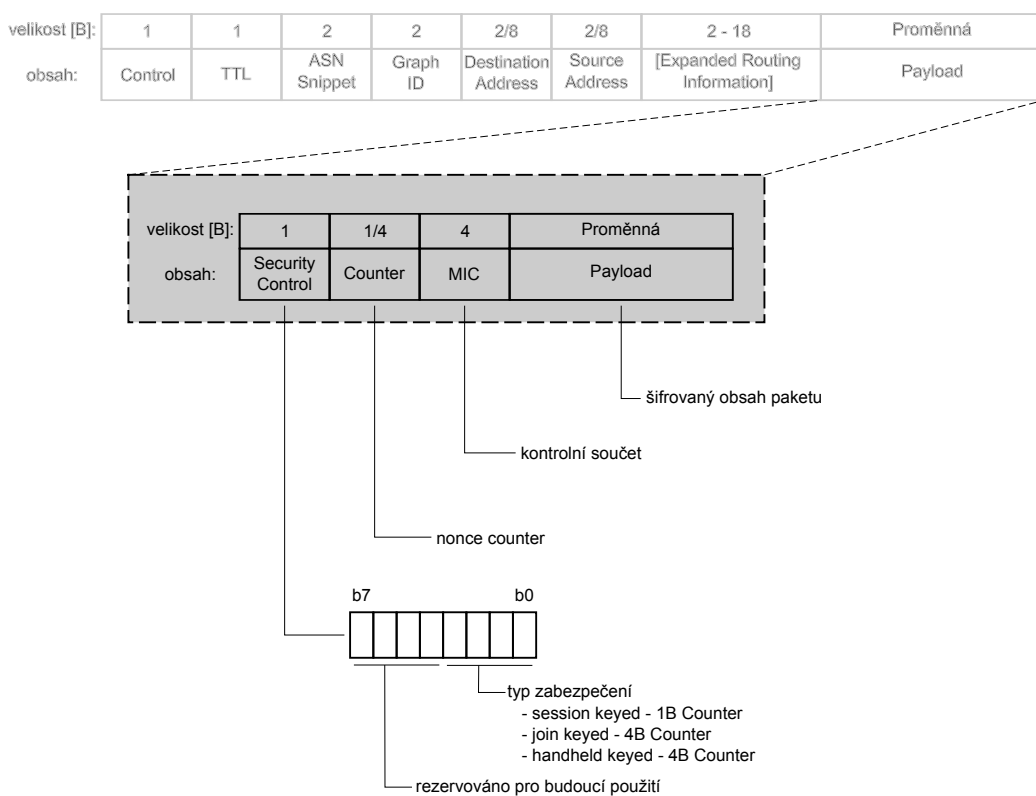 velikost [B]: 1 1 2 2 2/8 2/8 2 - 18 Proměnná
obsah: Control TTL ASN Snippet Graph ID Destination Address Source Address [Expanded Routing Information] Payload
velikost [B]: 1 1/4 4 Proměnná
obsah: Security Control Counter MIC Payload
šifrovaný obsah paketu
kontrolní součet
nonce counter
b7 b0
typ zabezpečení
- session keyed - 1B Counter
- join keyed - 4B Counter
- handheld keyed - 4B Counter
rezervováno pro budoucí použití